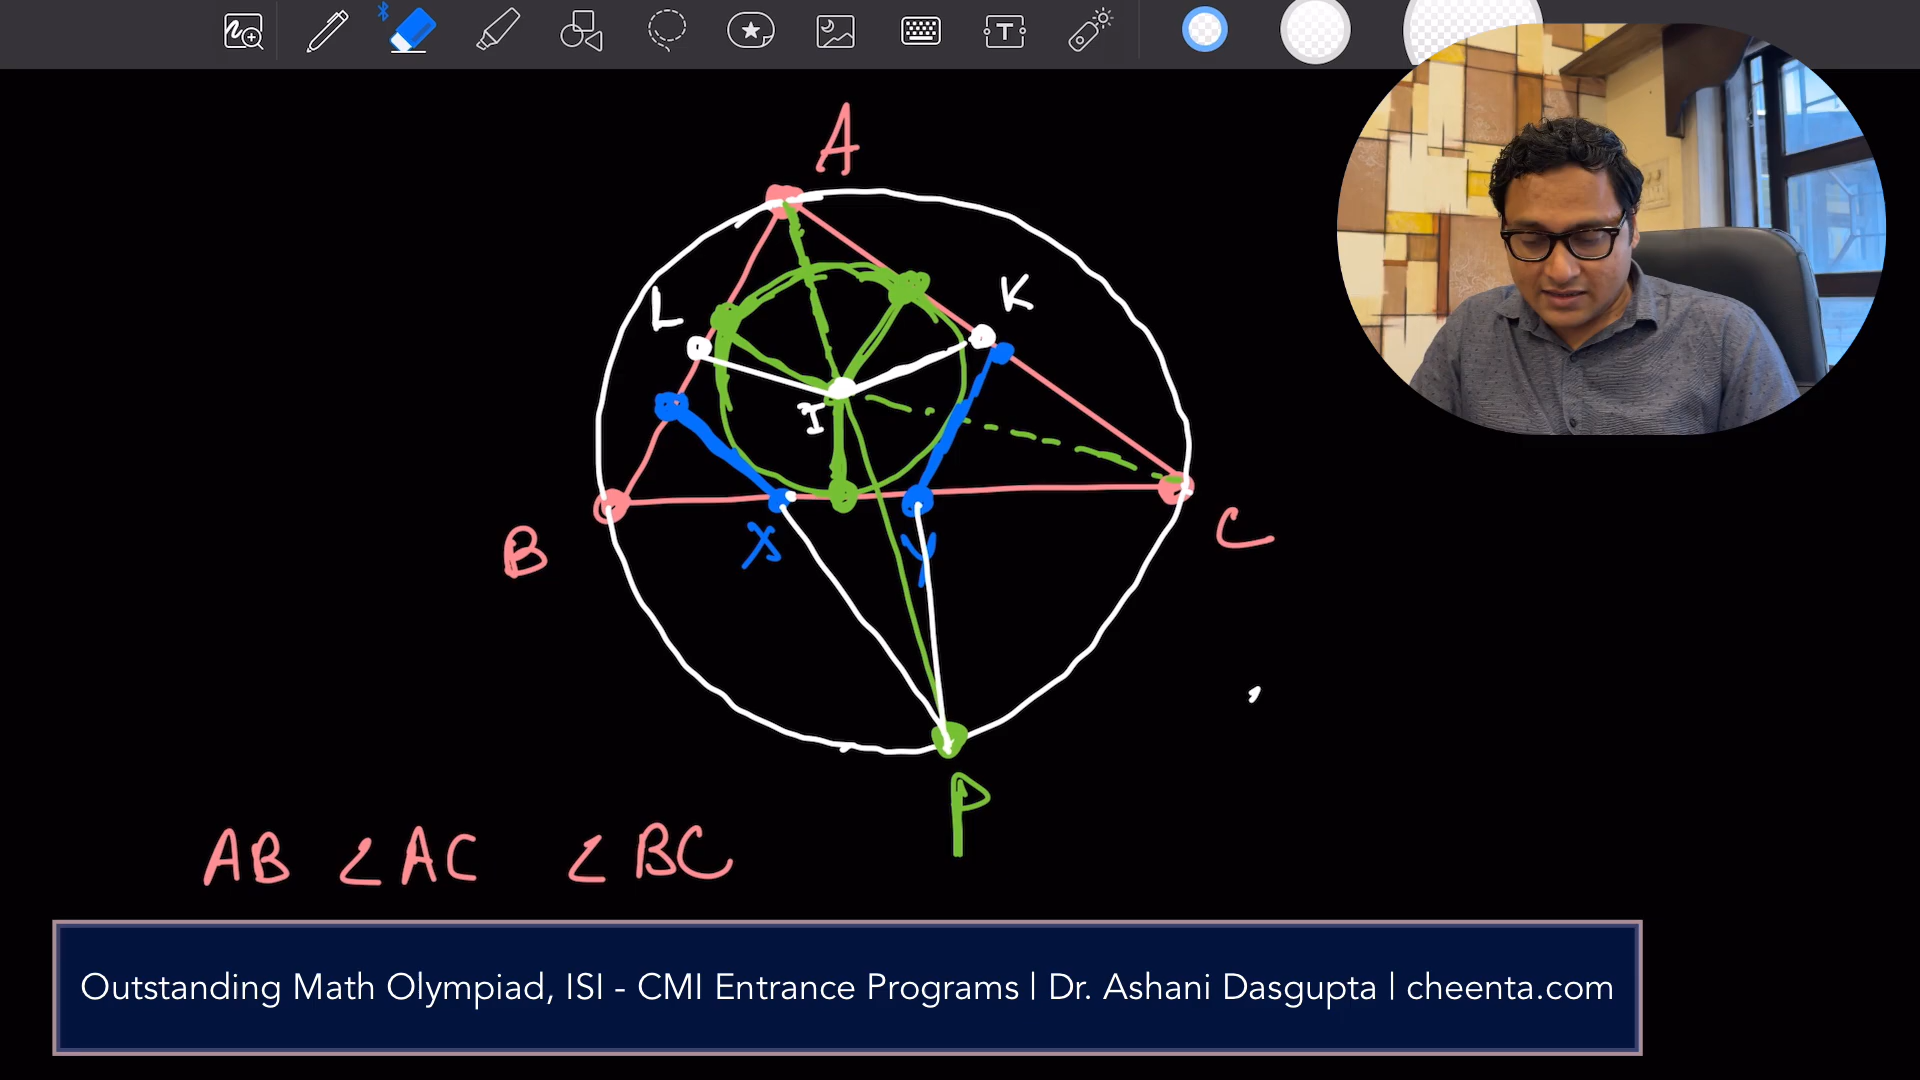 A
L
K
I
B
X
Y
C
P
AB < AC < BC
Outstanding Math Olympiad, ISI - CMI Entrance Programs | Dr. Ashani Dasgupta | cheenta.com